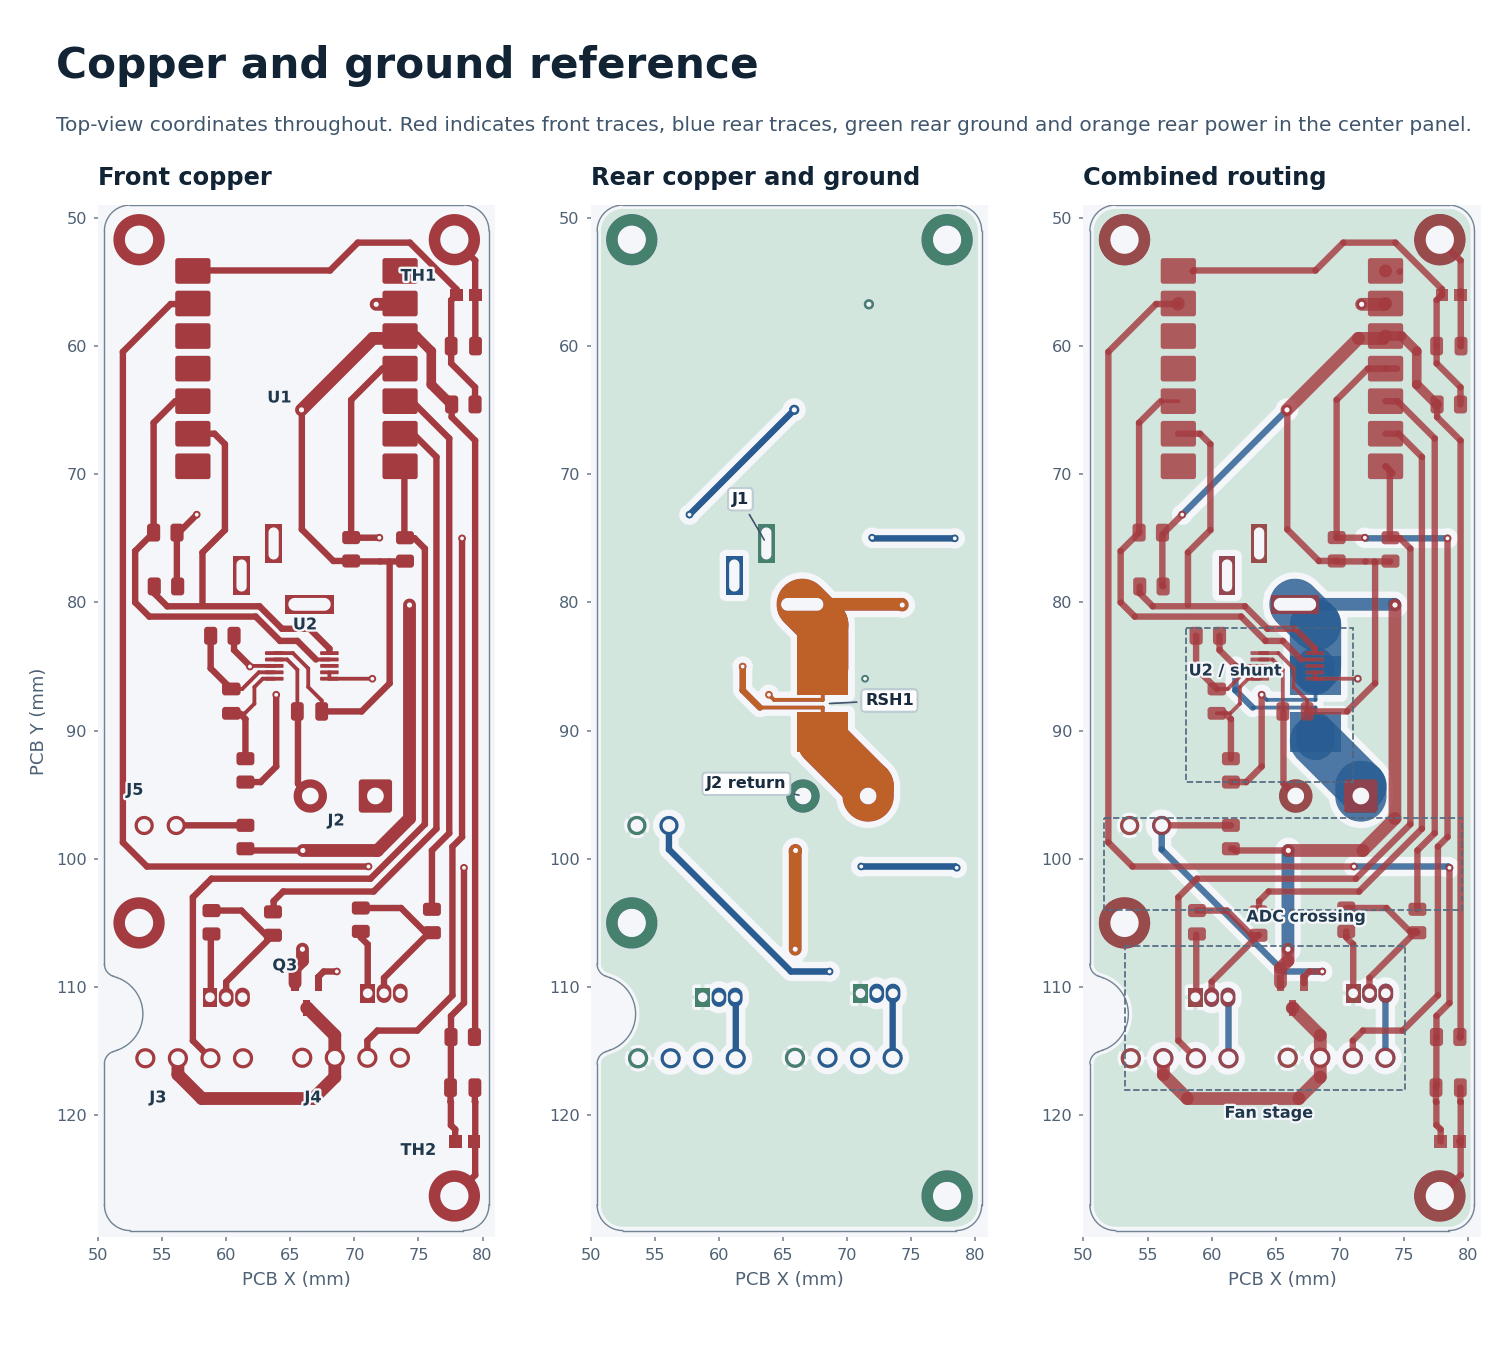 Copper and ground reference
Top-view coordinates throughout. Red indicates front traces, blue rear traces, green rear ground and orange rear power in the center panel.
Front copper
Rear copper and ground
Combined routing
PCB Y (mm)
50
60
70
80
90
100
110
120
TH1
U1
U2
J5
J2
Q3
J3
J4
TH2
50 55 60 65 70 75 80
PCB X (mm)
50
60
70
80
90
100
110
120
J1
RSH1
J2 return
50 55 60 65 70 75 80
PCB X (mm)
50
60
70
80
90
100
110
120
U2 / shunt
ADC crossing
Fan stage
50 55 60 65 70 75 80
PCB X (mm)